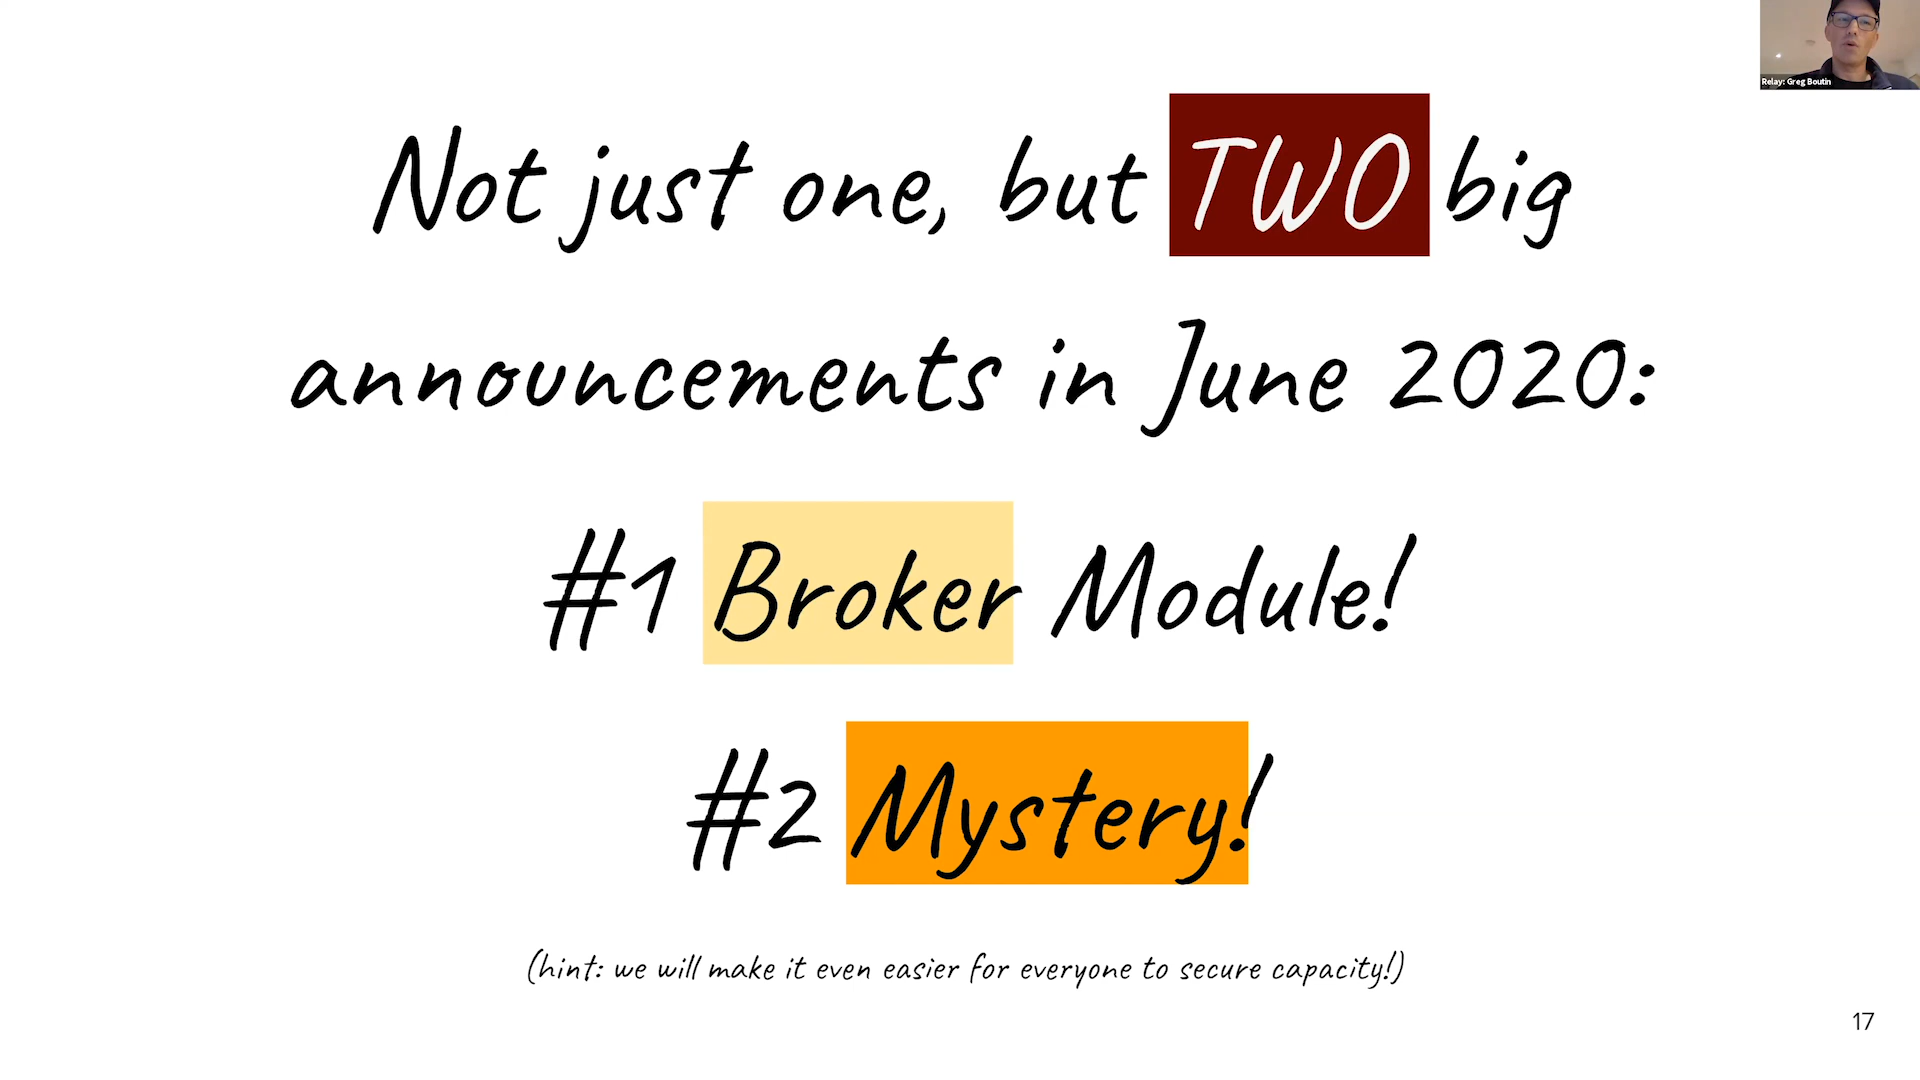 Relay: Greg Boutin
Not just one, but TWO big
announcements in June 2020:
#1 Broker Module!
#2 Mystery!
(hint: we will make it even easier for everyone to secure capacity!)
17